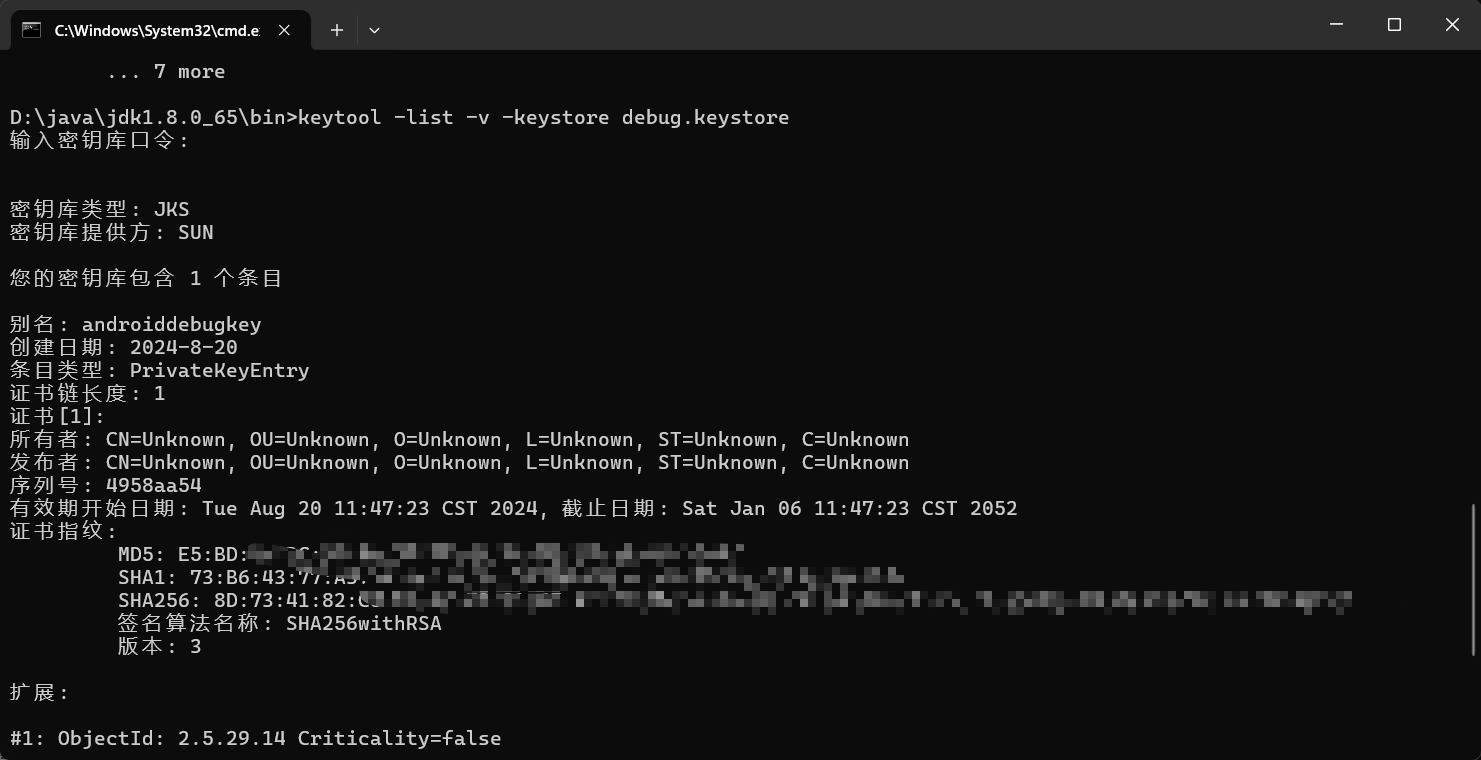 C:\Windows\System32\cmd.e
... 7 more
D:\java\jdk1.8.0_65\bin>keytool -list -v -keystore debug.keystore
输入密钥库口令:
密钥库类型: JKS
密钥库提供方: SUN
您的密钥库包含 1 个条目
别名: androiddebugkey
创建日期: 2024-8-20
条目类型: PrivateKeyEntry
证书链长度: 1
证书[1]:
所有者: CN=Unknown, OU=Unknown, O=Unknown, L=Unknown, ST=Unknown, C=Unknown
发布者: CN=Unknown, OU=Unknown, O=Unknown, L=Unknown, ST=Unknown, C=Unknown
序列号: 4958aa54
有效期开始日期: Tue Aug 20 11:47:23 CST 2024, 截止日期: Sat Jan 06 11:47:23 CST 2052
证书指纹:
MD5: E5:BD:
SHA1: 73:B6:43:77:
SHA256: 8D:73:41:82:
签名算法名称: SHA256withRSA
版本: 3
扩展:
#1: ObjectId: 2.5.29.14 Criticality=false